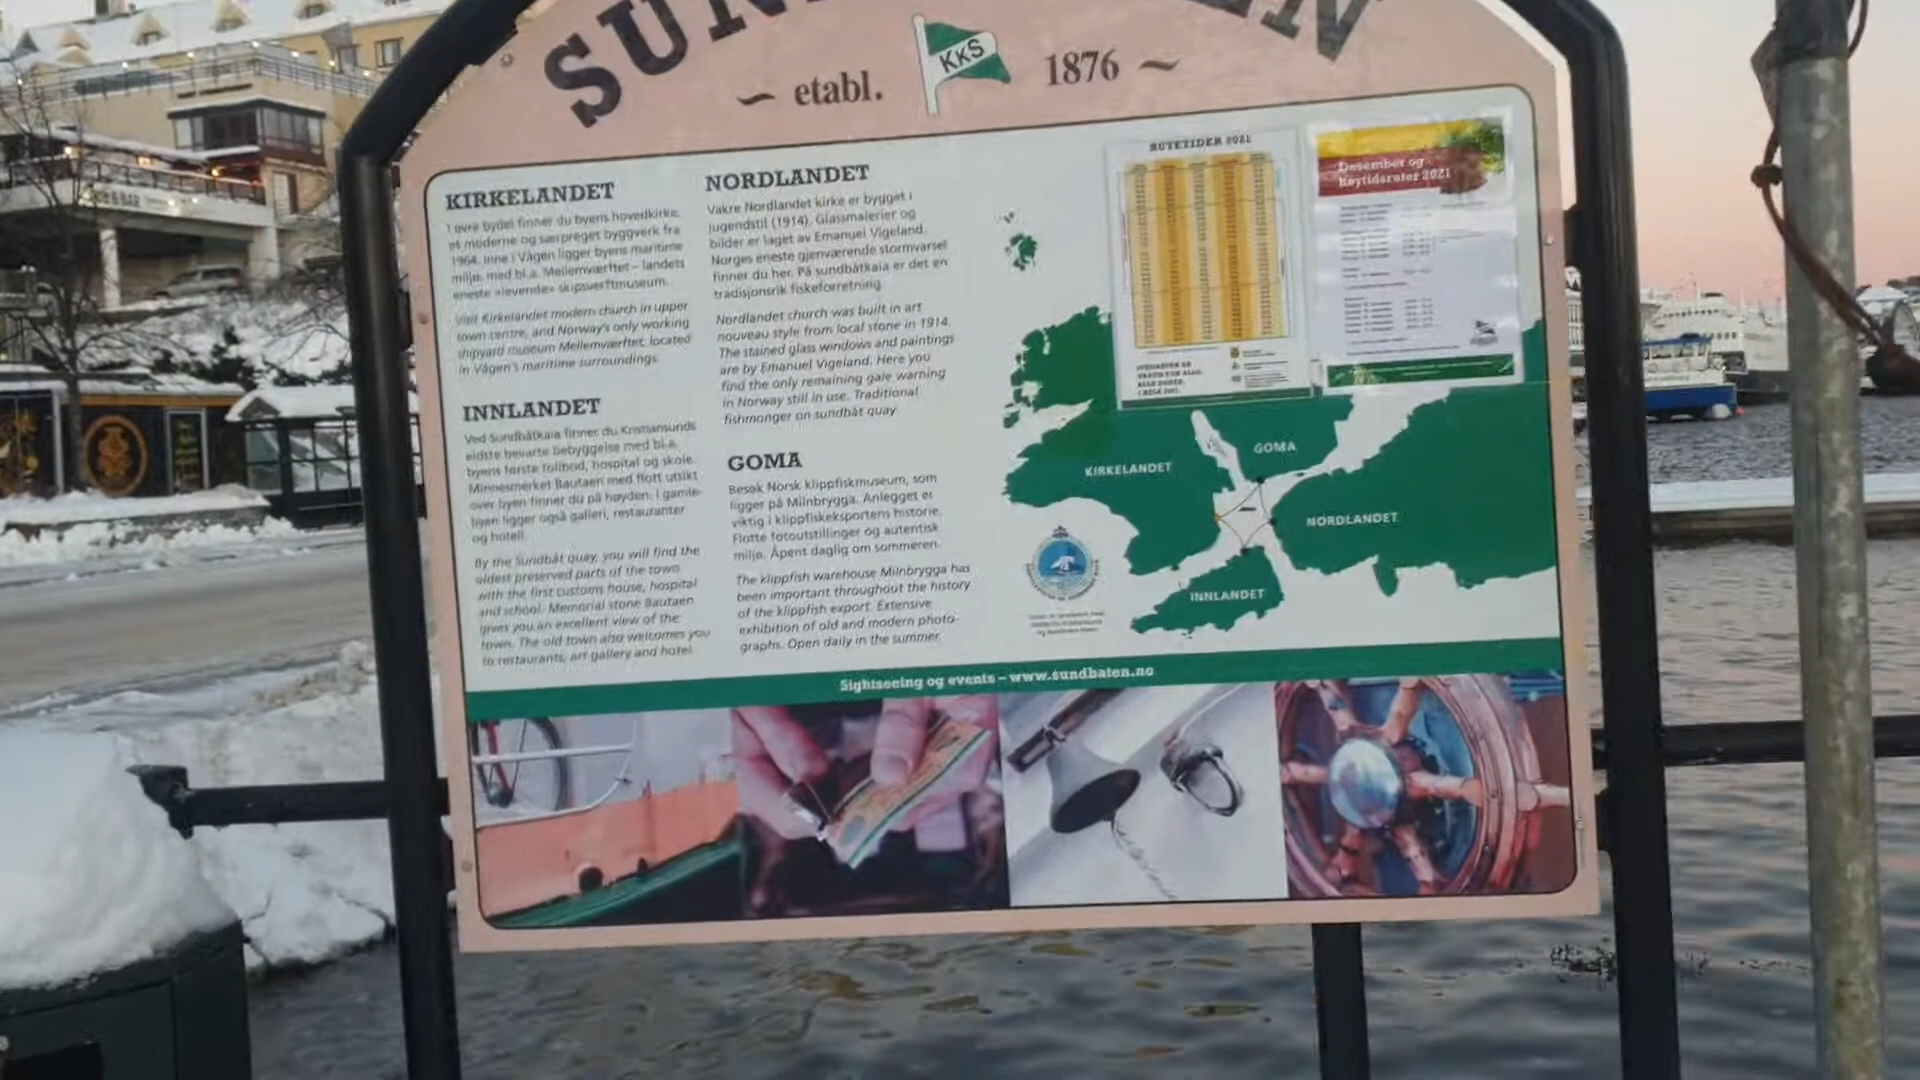 etabl. KKS 1876
KIRKELANDET
I øvre bydel finner du byens hovedkirke,
et moderne og særpreget byggverk fra
1964. Inne i Vågen ligger byens maritime
miljø, med bl.a. Mellemværftet – landets
eneste «levende» skipsverftmuseum.
Visit Kirkelandet modern church in upper
town centre, and Norway's only working
shipyard museum Mellemværftet, located
in Vågen's maritime surroundings.
INNLANDET
Ved Sundbåtkaia finner du Kristiansunds
eldste bevarte bebyggelse med bl.a.
byens første tollbod, hospital og skole.
Minnesmerket Bautaen med flott utsikt
over byen finner du på høyden. I gamle-
byen ligger også galleri, restauranter
og hotell.
By the Sundbåt quay, you will find the
oldest preserved parts of the town
with the first customs house, hospital
and school. Memorial stone Bautaen
gives you an excellent view of the
town. The old town also welcomes you
to restaurants, art gallery and hotel.
NORDLANDET
Vakre Nordlandet kirke er bygget i
Jugendstil (1914). Glassmalerier og
bilder er laget av Emanuel Vigeland.
Norges eneste gjenværende stormvarsel
finner du her. På sundbåtkaia er det en
tradisjonsrik fiskeforretning.
Nordlandet church was built in art
nouveau style from local stone in 1914.
The stained glass windows and paintings
are by Emanuel Vigeland. Here you
find the only remaining gale warning
in Norway still in use. Traditional
fishmonger on sundbåt quay.
GOMA
Besøk Norsk klippfiskmuseum, som
ligger på Milnbrygga. Anlegget er
viktig i klippfiskeksportens historie.
Flotte fotoutstillinger og autentisk
miljø. Åpent daglig om sommeren.
The klippfish warehouse Milnbrygga has
been important throughout the history
of the klippfish export. Extensive
exhibition of old and modern photo-
graphs. Open daily in the summer.
RUTETIDER 2021
Desember og
høytidsruter 2021
KIRKELANDET
GOMA
NORDLANDET
INNLANDET
Sightseeing og events – www.sundbaten.no